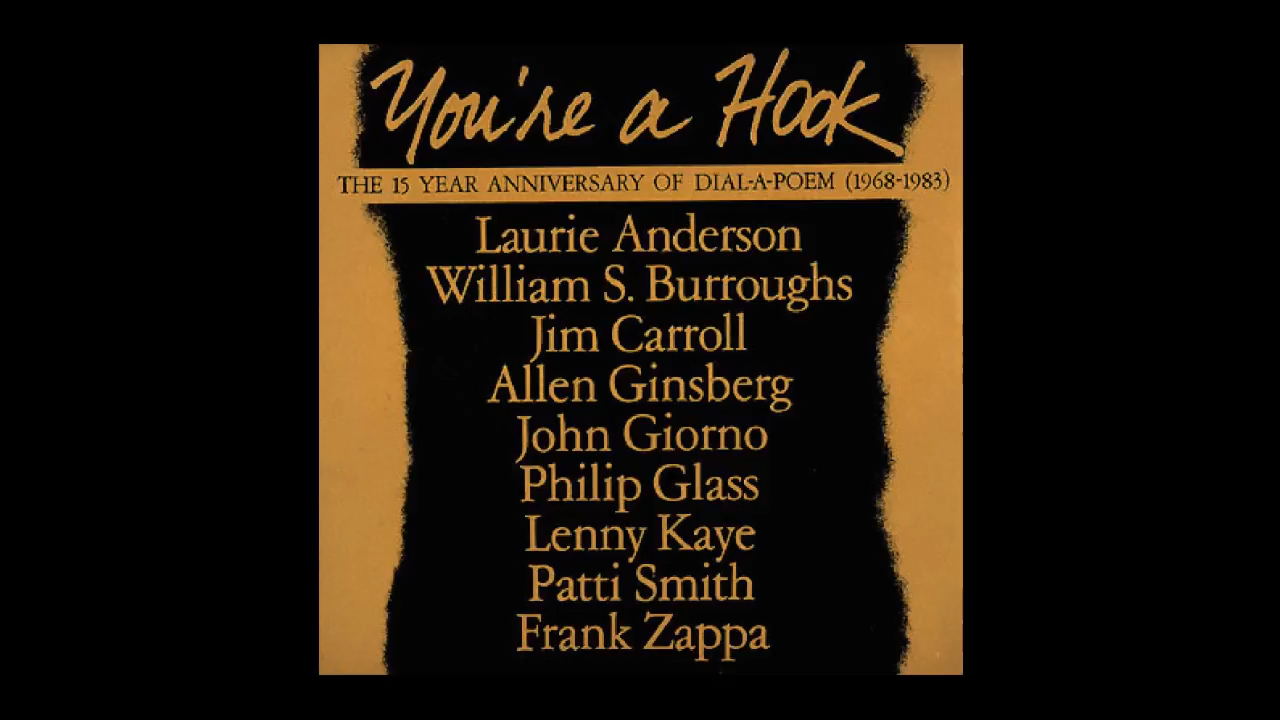 You're a Hook
THE 15 YEAR ANNIVERSARY OF DIAL-A-POEM (1968-1983)
Laurie Anderson
William S. Burroughs
Jim Carroll
Allen Ginsberg
John Giorno
Philip Glass
Lenny Kaye
Patti Smith
Frank Zappa